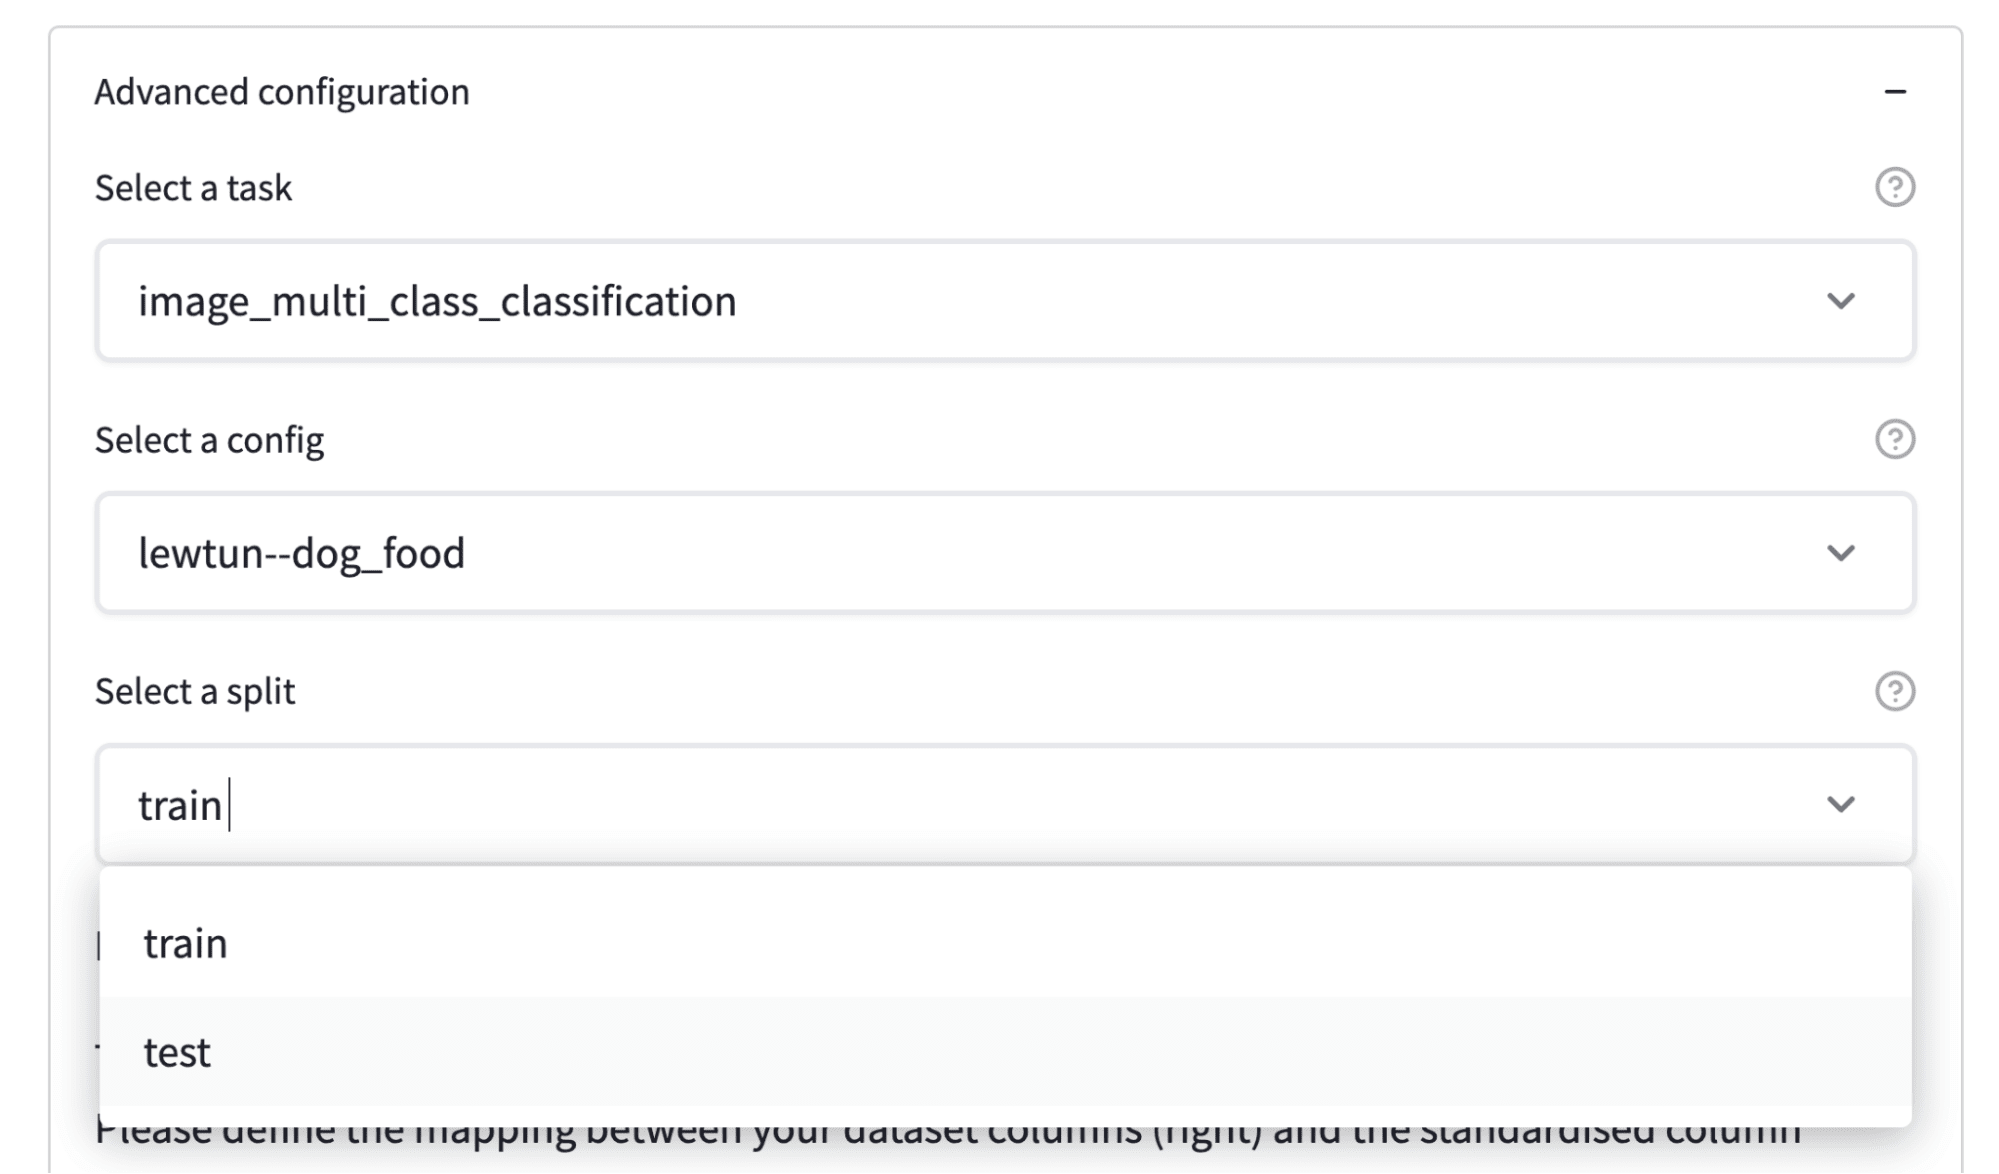 Advanced configuration
Select a task
image_multi_class_classification
Select a config
lewtun--dog_food
Select a split
train
train
test
Please define the mapping between your dataset columns (right) and the standardised column